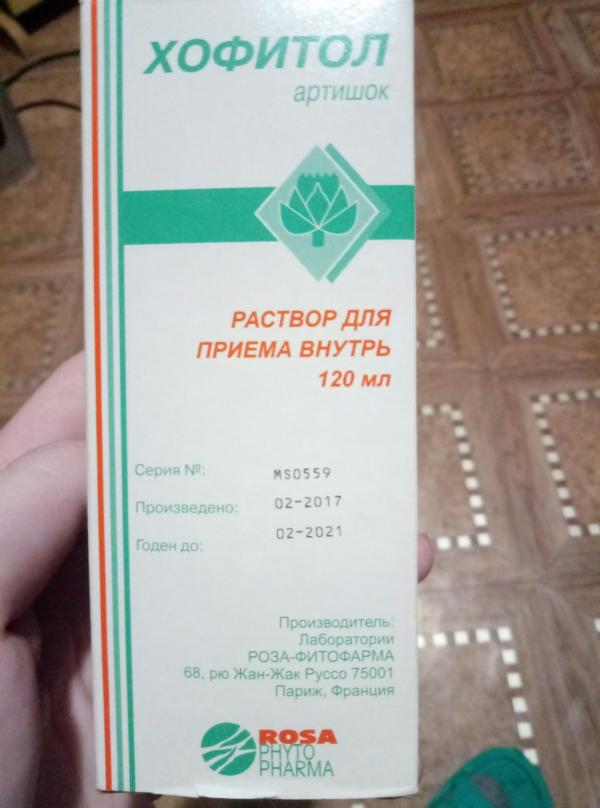 ХОФИТОЛ
артишок
РАСТВОР ДЛЯ
ПРИЕМА ВНУТРЬ
120 мл
Серия №: MS0559
Произведено: 02-2017
Годен до: 02-2021
Производитель:
Лаборатории
РОЗА-ФИТОФАРМА
68, рю Жан-Жак Руссо 75001
Париж, Франция
ROSA
PHYTO
PHARMA